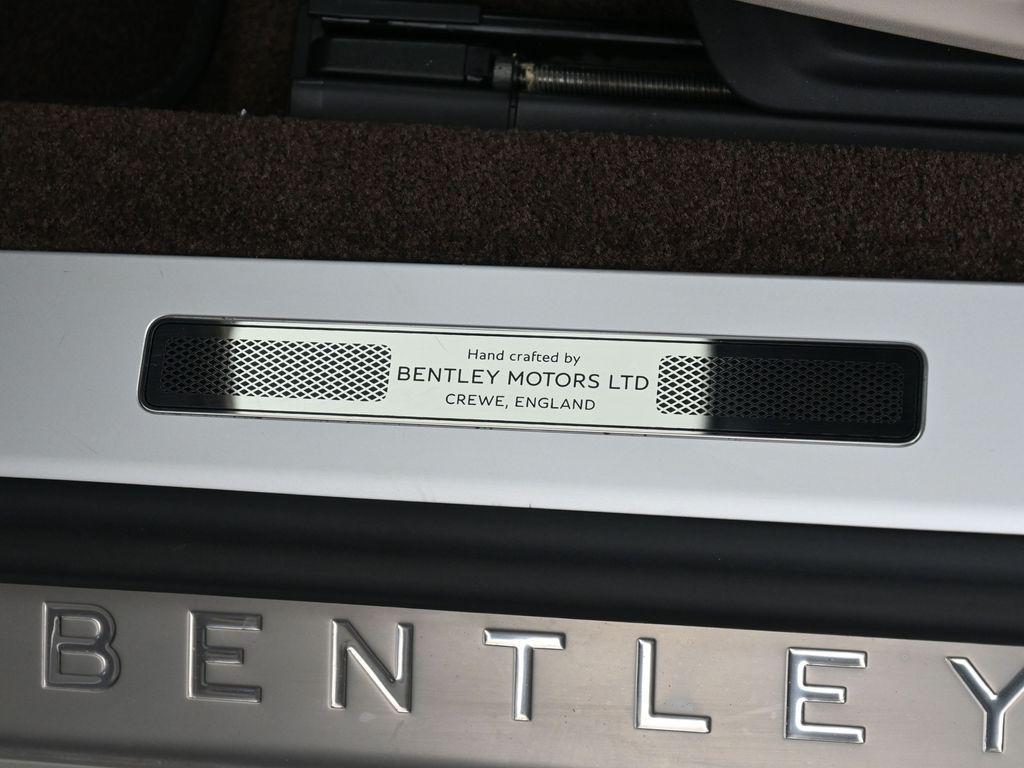 Hand crafted by
BENTLEY MOTORS LTD
CREWE, ENGLAND
BENTLEY